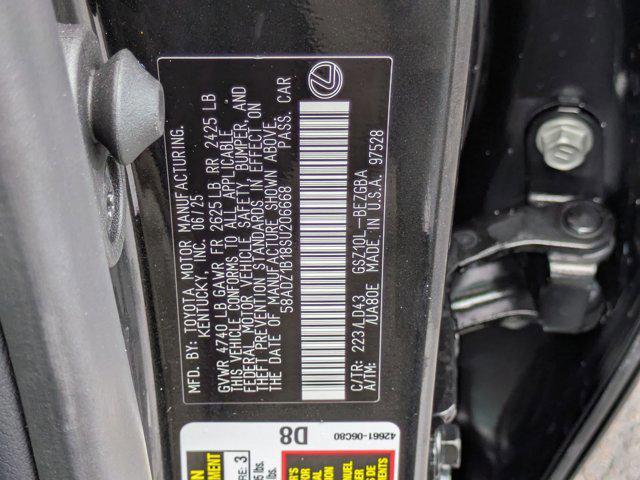 MFD. BY: TOYOTA MOTOR MANUFACTURING.
KENTUCKY, INC. 06/25
GVWR 4740 LB GAWR FR 2625 LB RR 2425 LB
THIS VEHICLE CONFORMS TO ALL APPLICABLE
FEDERAL MOTOR VEHICLE SAFETY, BUMPER, AND
THEFT PREVENTION STANDARDS IN EFFECT ON
THE DATE OF MANUFACTURE SHOWN ABOVE.
58ADZ1B18SU206668 PASS. CAR
C/TR: 223/LD43 GSZ10L-BEZGBA
A/TM: /UA80E MADE IN U.S.A. 97528
D8
42661-06C80